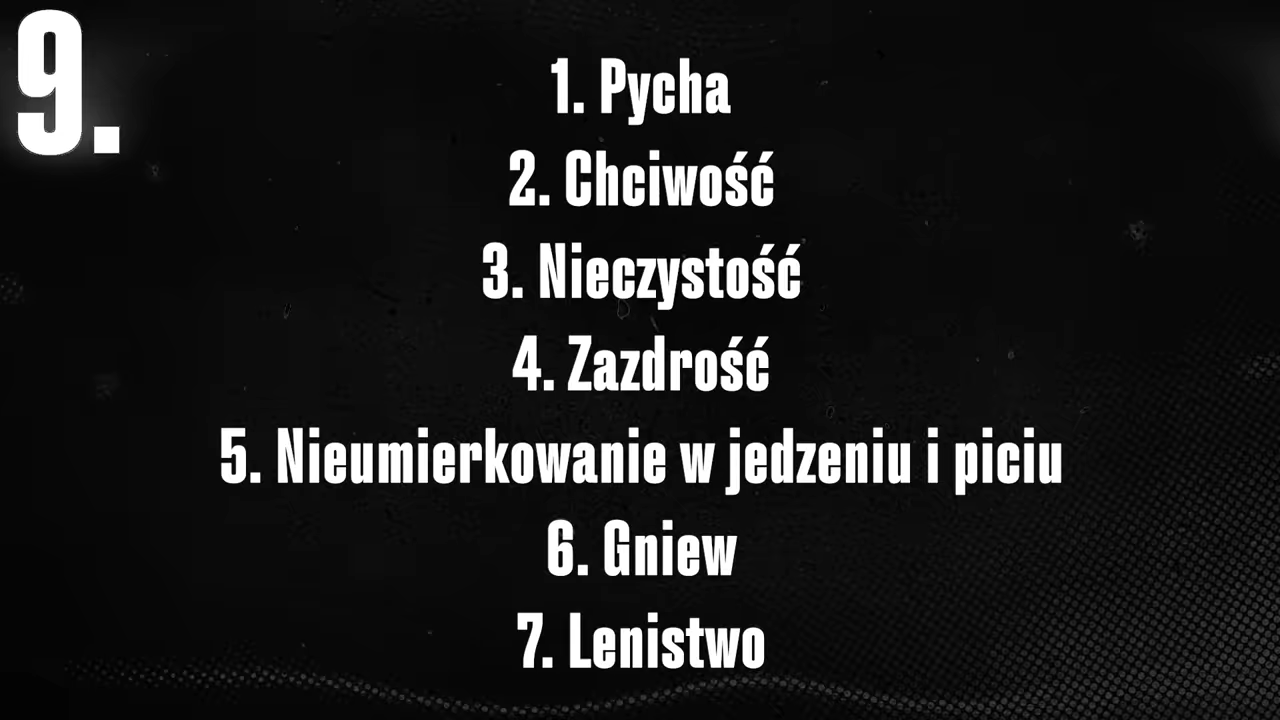 9.
1. Pycha
2. Chciwość
3. Nieczystość
4. Zazdrość
5. Nieumierkowanie w jedzeniu i piciu
6. Gniew
7. Lenistwo